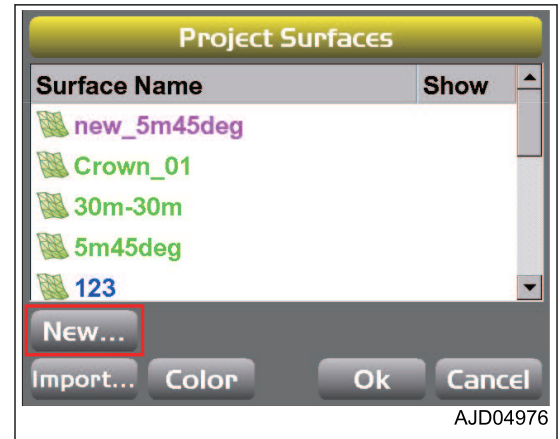 Project Surfaces
Surface Name Show
new_5m45deg
Crown_01
30m-30m
5m45deg
123
New...
Import... Color Ok Cancel
AJD04976